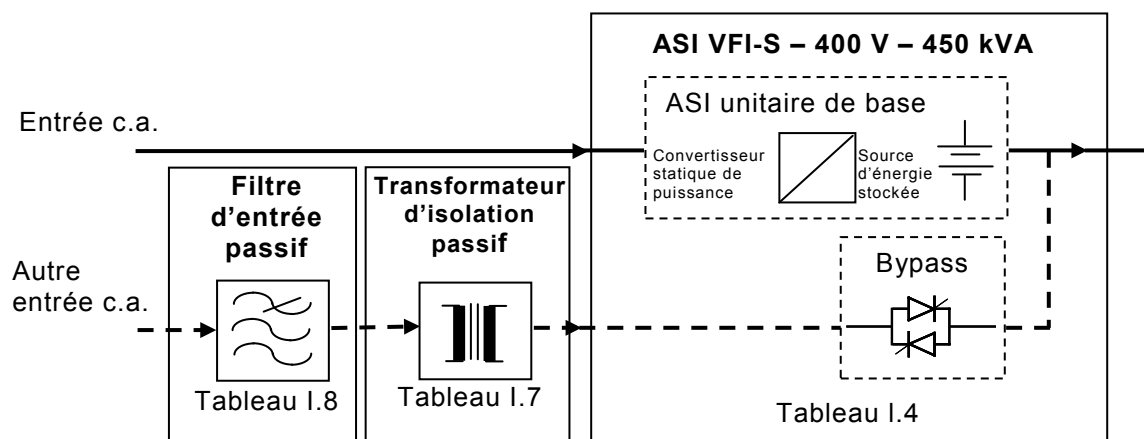 ASI VFI-S – 400 V – 450 kVA
ASI unitaire de base
Entrée c.a.
Convertisseur
statique de
puissance
Source
d'énergie
stockée
Filtre
d'entrée
passif
Transformateur
d'isolation
passif
Autre
entrée c.a.
Bypass
Tableau I.8
Tableau I.7
Tableau I.4